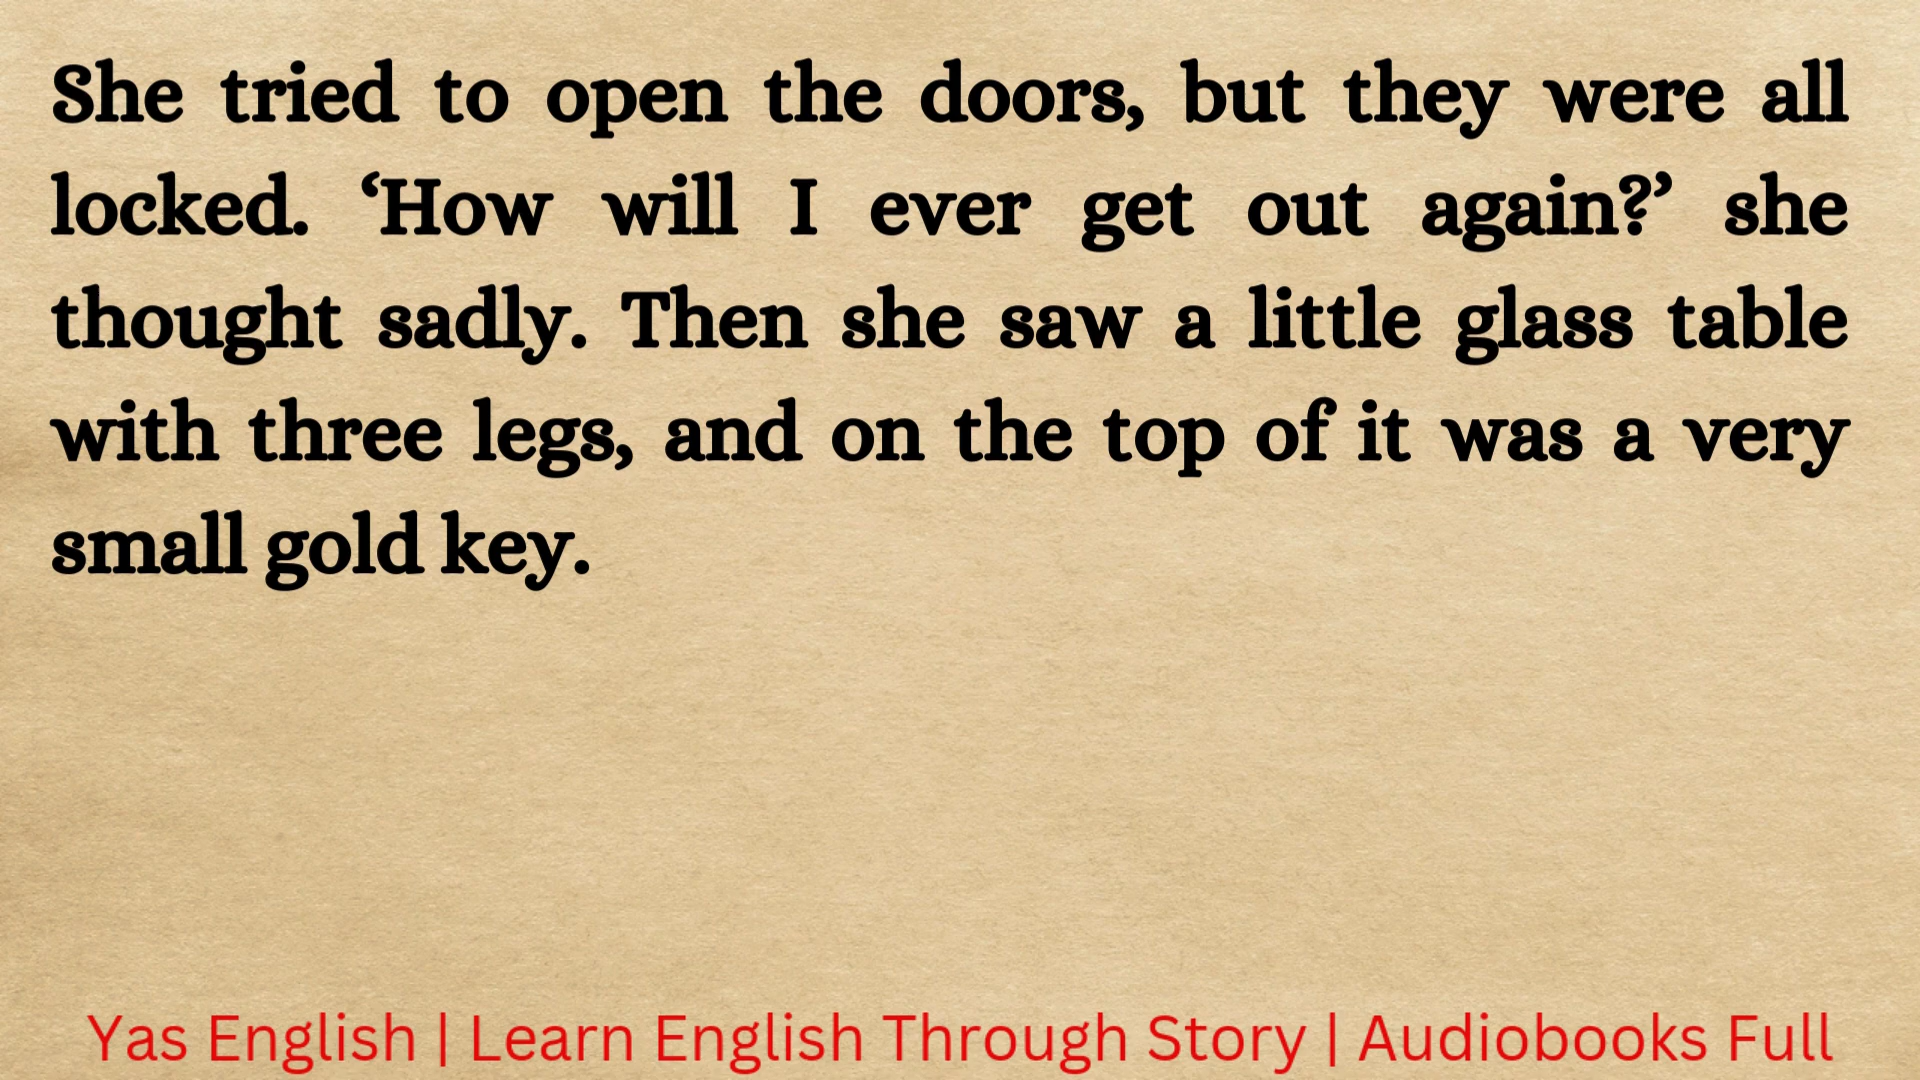 She tried to open the doors, but they were all
locked. ‘How will I ever get out again?’ she
thought sadly. Then she saw a little glass table
with three legs, and on the top of it was a very
small gold key.
Yas English | Learn English Through Story | Audiobooks Full